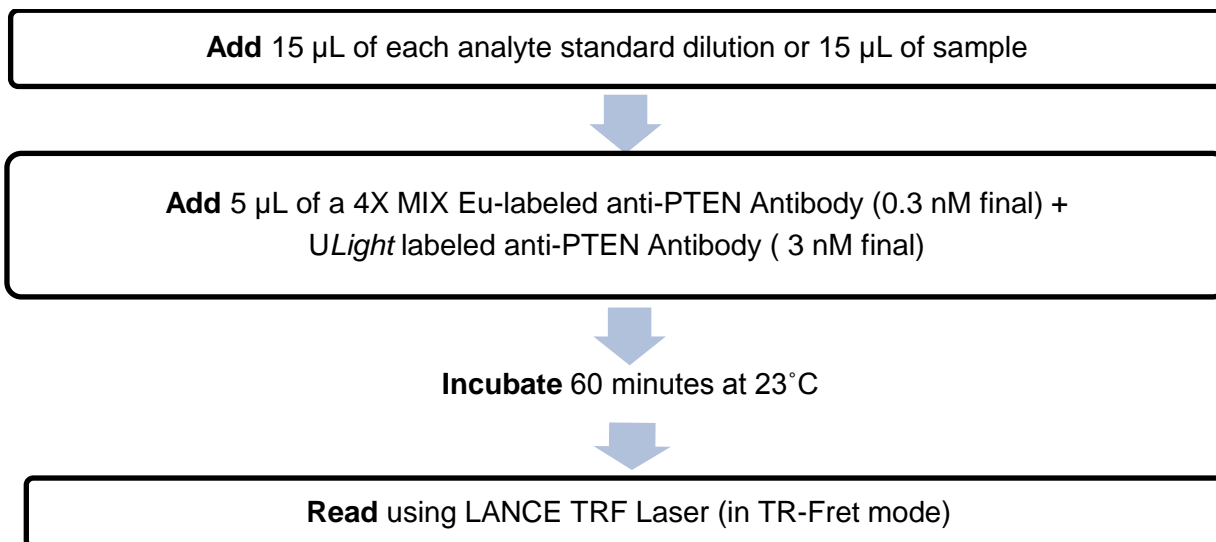 Add 15 µL of each analyte standard dilution or 15 µL of sample
Add 5 µL of a 4X MIX Eu-labeled anti-PTEN Antibody (0.3 nM final) +
ULight labeled anti-PTEN Antibody ( 3 nM final)
Incubate 60 minutes at 23˚C
Read using LANCE TRF Laser (in TR-Fret mode)